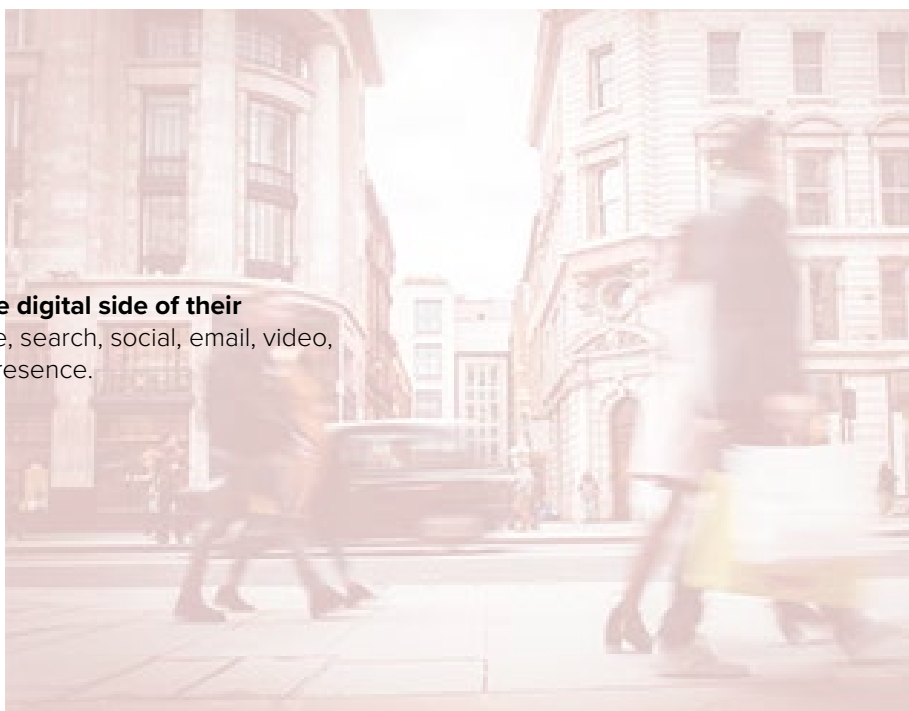 e digital side of their
e, search, social, email, video,
resence.